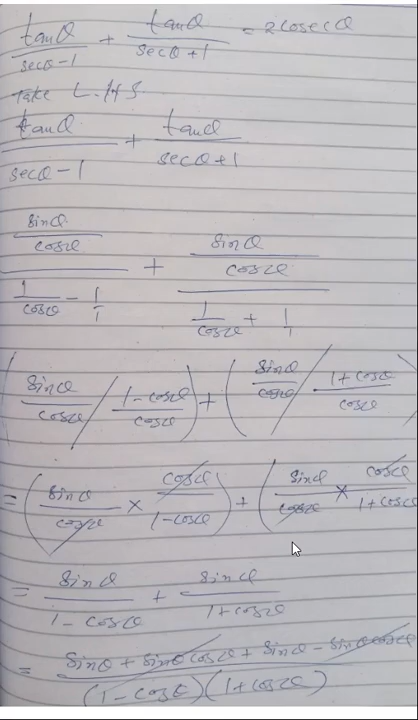 tanθ/(secθ-1) + tanθ/(secθ+1) = 2cosecθ
Take L.H.S.
tanθ/(secθ-1) + tanθ/(secθ+1)
(sinθ/cosθ)/(1/cosθ - 1/1) + (sinθ/cosθ)/(1/cosθ + 1/1)
(sinθ/cosθ / (1-cosθ)/cosθ) + (sinθ/cosθ / (1+cosθ)/cosθ)
= (sinθ/cosθ × cosθ/(1-cosθ)) + (sinθ/cosθ × cosθ/(1+cosθ))
= sinθ/(1-cosθ) + sinθ/(1+cosθ)
= (sinθ + sinθcosθ + sinθ - sinθcosθ)/((1-cosθ)(1+cosθ))